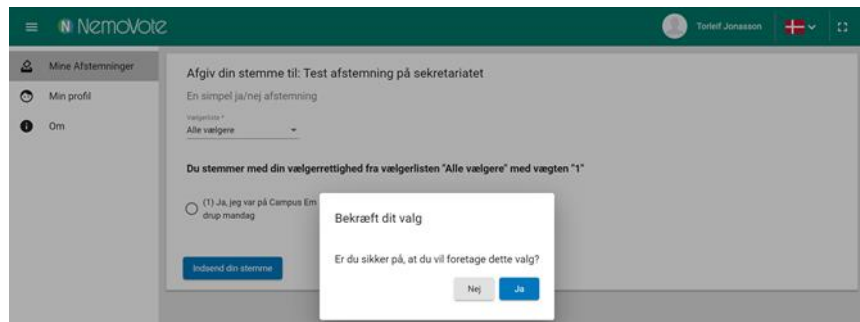 NemoVote
Torleif Jonasson
Mine Afstemninger
Min profil
Om
Afgiv din stemme til: Test afstemning på sekretariatet
En simpel ja/nej afstemning
Vælgerliste *
Alle vælgere
Du stemmer med din vælgerrettighed fra vælgerlisten "Alle vælgere" med vægten "1"
(1) Ja, jeg var på Campus Em
drup mandag
Indsend din stemme
Bekræft dit valg
Er du sikker på, at du vil foretage dette valg?
Nej
Ja